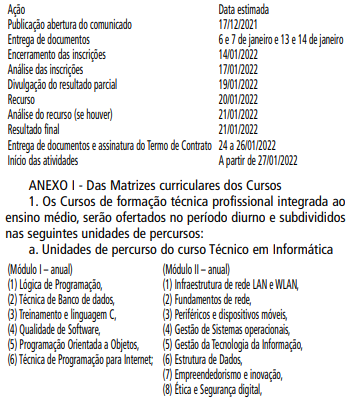 Ação Data estimada
Publicação abertura do comunicado 17/12/2021
Entrega de documentos 6 e 7 de janeiro e 13 e 14 de janeiro
Encerramento das inscrições 14/01/2022
Análise das inscrições 17/01/2022
Divulgação do resultado parcial 19/01/2022
Recurso 20/01/2022
Análise do recurso (se houver) 21/01/2022
Resultado final 21/01/2022
Entrega de documentos e assinatura do Termo de Contrato 24 a 26/01/2022
Início das atividades A partir de 27/01/2022
ANEXO I - Das Matrizes curriculares dos Cursos
1. Os Cursos de formação técnica profissional integrada ao
ensino médio, serão ofertados no período diurno e subdivididos
nas seguintes unidades de percursos:
a. Unidades de percurso do curso Técnico em Informática
(Módulo I – anual) (Módulo II – anual)
(1) Lógica de Programação, (1) Infraestrutura de rede LAN e WLAN,
(2) Técnica de Banco de dados, (2) Fundamentos de rede,
(3) Treinamento e linguagem C, (3) Periféricos e dispositivos móveis,
(4) Qualidade de Software, (4) Gestão de Sistemas operacionais,
(5) Programação Orientada a Objetos, (5) Gestão da Tecnologia da Informação,
(6) Técnica de Programação para Internet; (6) Estrutura de Dados,
(7) Empreendedorismo e inovação,
(8) Ética e Segurança digital,